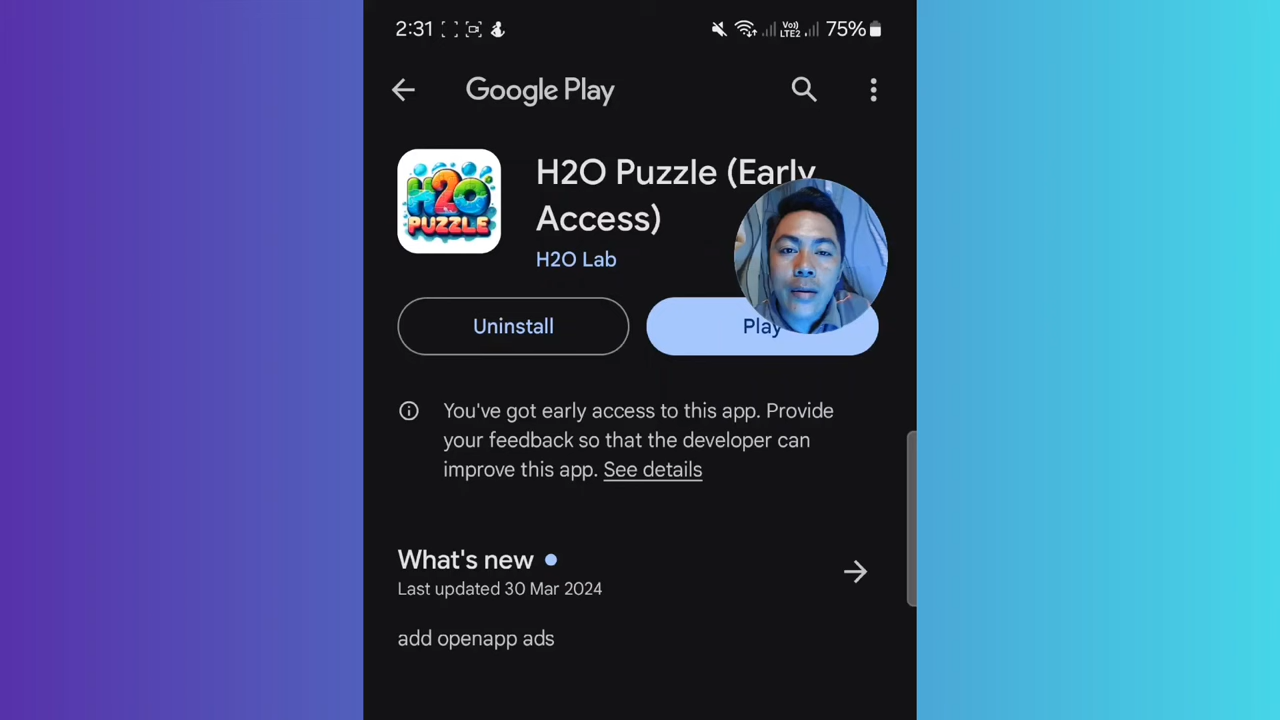 2:31 Vo) LTE2 75%
Google Play
H2O PUZZLE
H2O Puzzle (Early
Access)
H2O Lab
Uninstall Play
You've got early access to this app. Provide
your feedback so that the developer can
improve this app. See details
What's new
Last updated 30 Mar 2024
add openapp ads